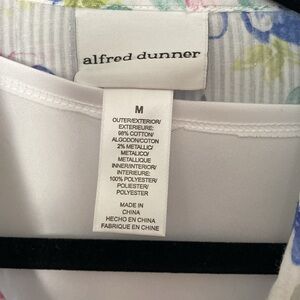 alfred dunner
M
OUTER/EXTERIOR/
EXTERIEURE:
98% COTTON/
ALGODON/COTON
2% METALLIC/
METALICO/
METALLIQUE
INNER/INTERIOR/
INTERIEURE:
100% POLYESTER/
POLIESTER/
POLYESTER
MADE IN
CHINA
HECHO EN CHINA
FABRIQUE EN CHINE